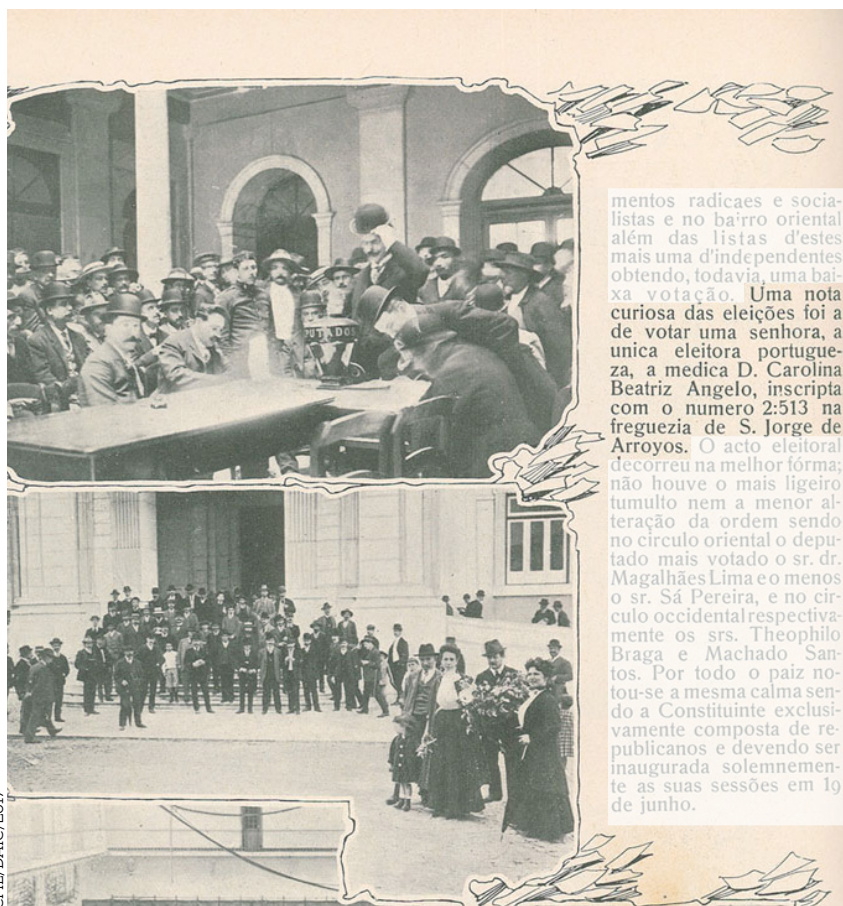 PUTADOS
mentos radicaes e socia-
listas e no bairro oriental
além das listas d'estes
mais uma d'independentes
obtendo, todavia, uma bai-
xa votação. Uma nota
curiosa das eleições foi a
de votar uma senhora, a
unica eleitora portugue-
za, a medica D. Carolina
Beatriz Angelo, inscripta
com o numero 2:513 na
freguezia de S. Jorge de
Arroyos. O acto eleitoral
decorreu na melhor fórma;
não houve o mais ligeiro
tumulto nem a menor al-
teração da ordem sendo
no circulo oriental o depu-
tado mais votado o sr. dr.
Magalhães Lima e o menos
o sr. Sá Pereira, e no cir-
culo occidental respectiva-
mente os srs. Theophilo
Braga e Machado San-
tos. Por todo o paiz no-
tou-se a mesma calma sen-
do a Constituinte exclusi-
vamente composta de re-
publicanos e devendo ser
inaugurada solemnemen-
te as suas sessões em 19
de junho.